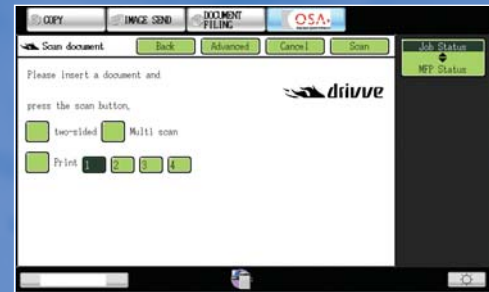 COPY
IMAGE SEND
DOCUMENT
FILING
OSA
Scan document
Back
Advanced
Cancel
Scan
Job Status
MFP Status
Please insert a document and
drivve
press the scan button,
two-sided
Multi scan
Print
1
2
3
4